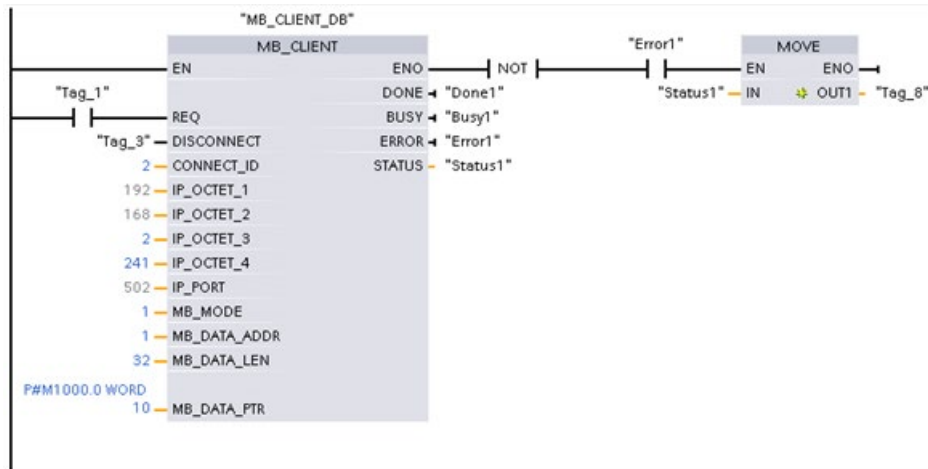 "MB_CLIENT_DB"
MB_CLIENT
"Error1"
MOVE
EN ENO NOT EN ENO
"Tag_1" DONE "Done1" "Status1" IN OUT1 "Tag_8"
REQ BUSY "Busy1"
"Tag_3" DISCONNECT ERROR "Error1"
2 CONNECT_ID STATUS "Status1"
192 IP_OCTET_1
168 IP_OCTET_2
2 IP_OCTET_3
241 IP_OCTET_4
502 IP_PORT
1 MB_MODE
1 MB_DATA_ADDR
32 MB_DATA_LEN
P#M1000.0 WORD
10 MB_DATA_PTR